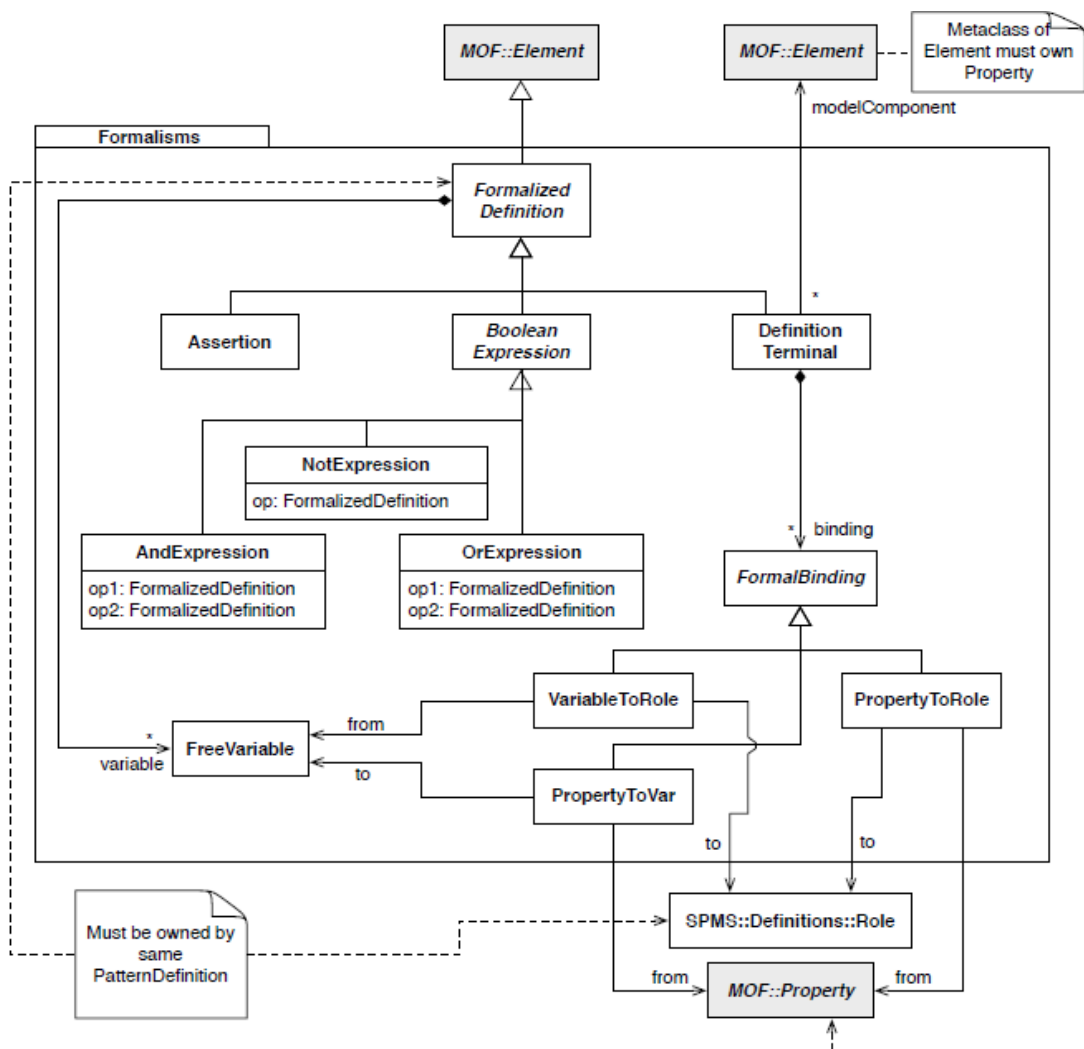 MOF::Element
MOF::Element
Metaclass of
Element must own
Property
modelComponent
Formalisms
Formalized
Definition
*
Assertion
Boolean
Expression
Definition
Terminal
NotExpression
op: FormalizedDefinition
AndExpression
op1: FormalizedDefinition
op2: FormalizedDefinition
OrExpression
op1: FormalizedDefinition
op2: FormalizedDefinition
* binding
FormalBinding
VariableToRole
PropertyToRole
from
*
variable
FreeVariable
to
PropertyToVar
to
to
Must be owned by
same
PatternDefinition
SPMS::Definitions::Role
from
from
MOF::Property